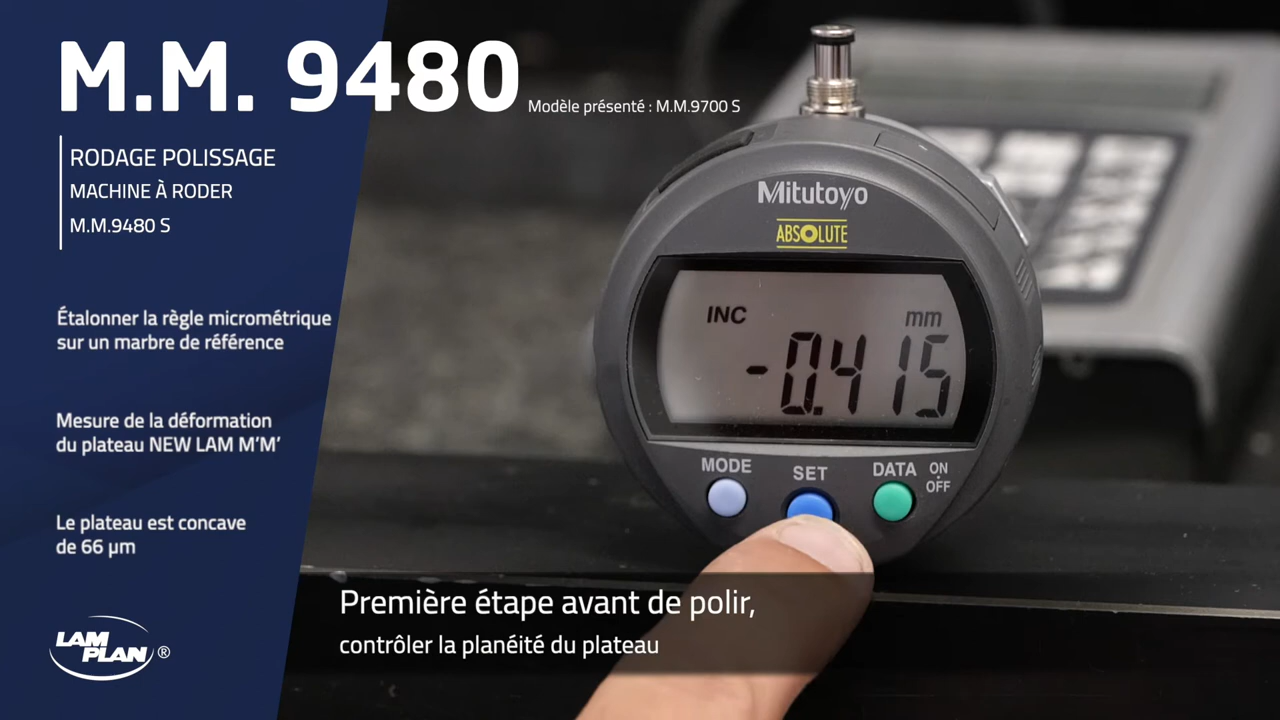 M.M. 9480
Modèle présenté : M.M.9700 S
RODAGE POLISSAGE
MACHINE À RODER
M.M.9480 S
Étalonner la règle micrométrique
sur un marbre de référence
Mesure de la déformation
du plateau NEW LAM M'M'
Le plateau est concave
de 66 µm
LAM
PLAN ®
Mitutoyo
ABSOLUTE
INC
mm
-0.415
MODE
SET
DATA
ON
OFF
Première étape avant de polir,
contrôler la planéité du plateau